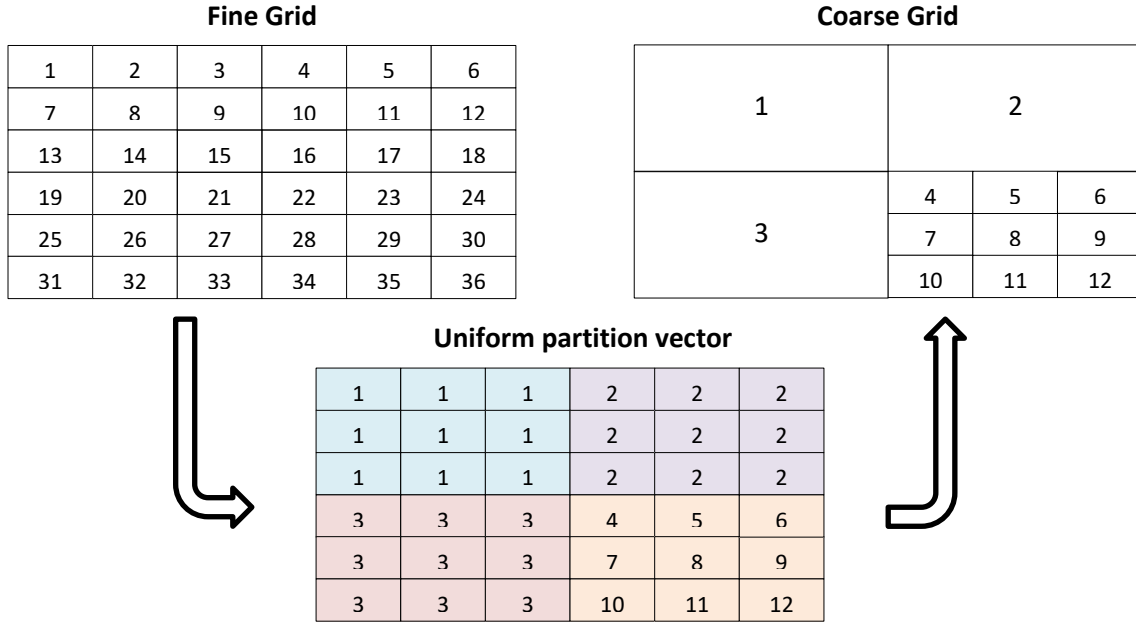 Fine Grid
1 2 3 4 5 6
7 8 9 10 11 12
13 14 15 16 17 18
19 20 21 22 23 24
25 26 27 28 29 30
31 32 33 34 35 36
Coarse Grid
1 2
3
4 5 6
7 8 9
10 11 12
Uniform partition vector
1 1 1 2 2 2
1 1 1 2 2 2
1 1 1 2 2 2
3 3 3 4 5 6
3 3 3 7 8 9
3 3 3 10 11 12